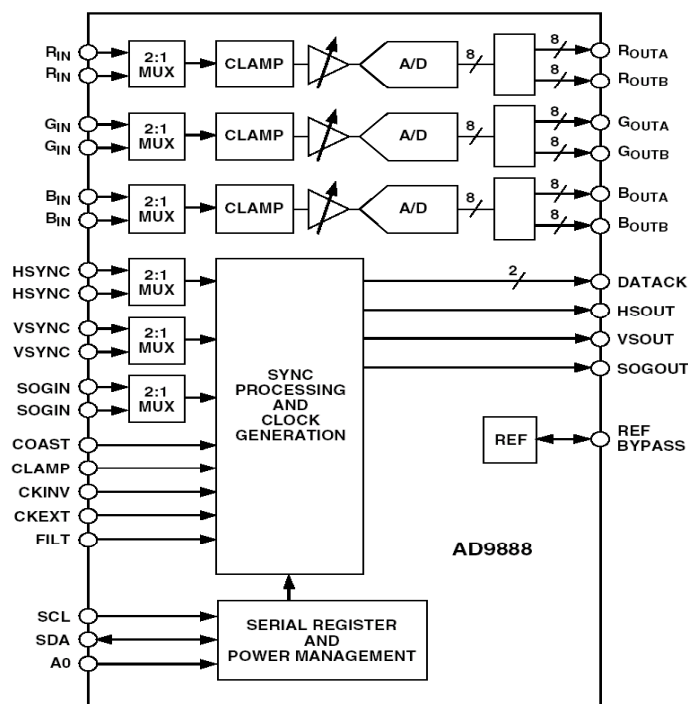 R_IN
R_IN
2:1
MUX
CLAMP
A/D
8
8
8
R_OUTA
R_OUTB
G_IN
G_IN
2:1
MUX
CLAMP
A/D
8
8
8
G_OUTA
G_OUTB
B_IN
B_IN
2:1
MUX
CLAMP
A/D
8
8
8
B_OUTA
B_OUTB
HSYNC
HSYNC
2:1
MUX
VSYNC
VSYNC
2:1
MUX
SOGIN
SOGIN
2:1
MUX
COAST
CLAMP
CKINV
CKEXT
FILT
SYNC
PROCESSING
AND
CLOCK
GENERATION
2
DATACK
HSOUT
VSOUT
SOGOUT
REF
REF
BYPASS
AD9888
SCL
SDA
A0
SERIAL REGISTER
AND
POWER MANAGEMENT